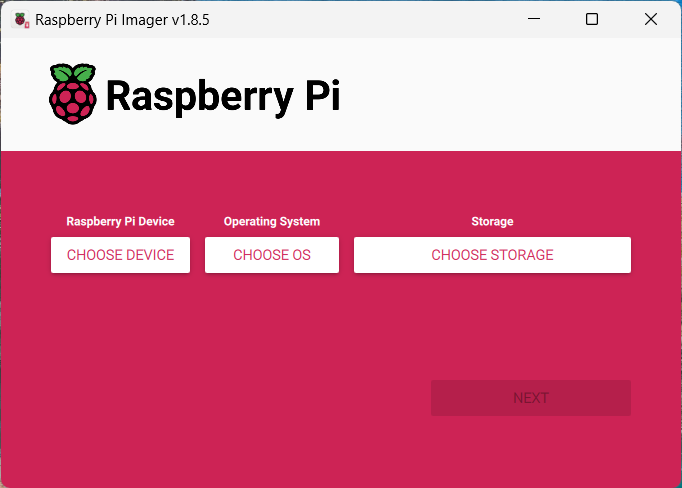 Raspberry Pi Imager v1.8.5
Raspberry Pi
Raspberry Pi Device Operating System Storage
CHOOSE DEVICE CHOOSE OS CHOOSE STORAGE
NEXT